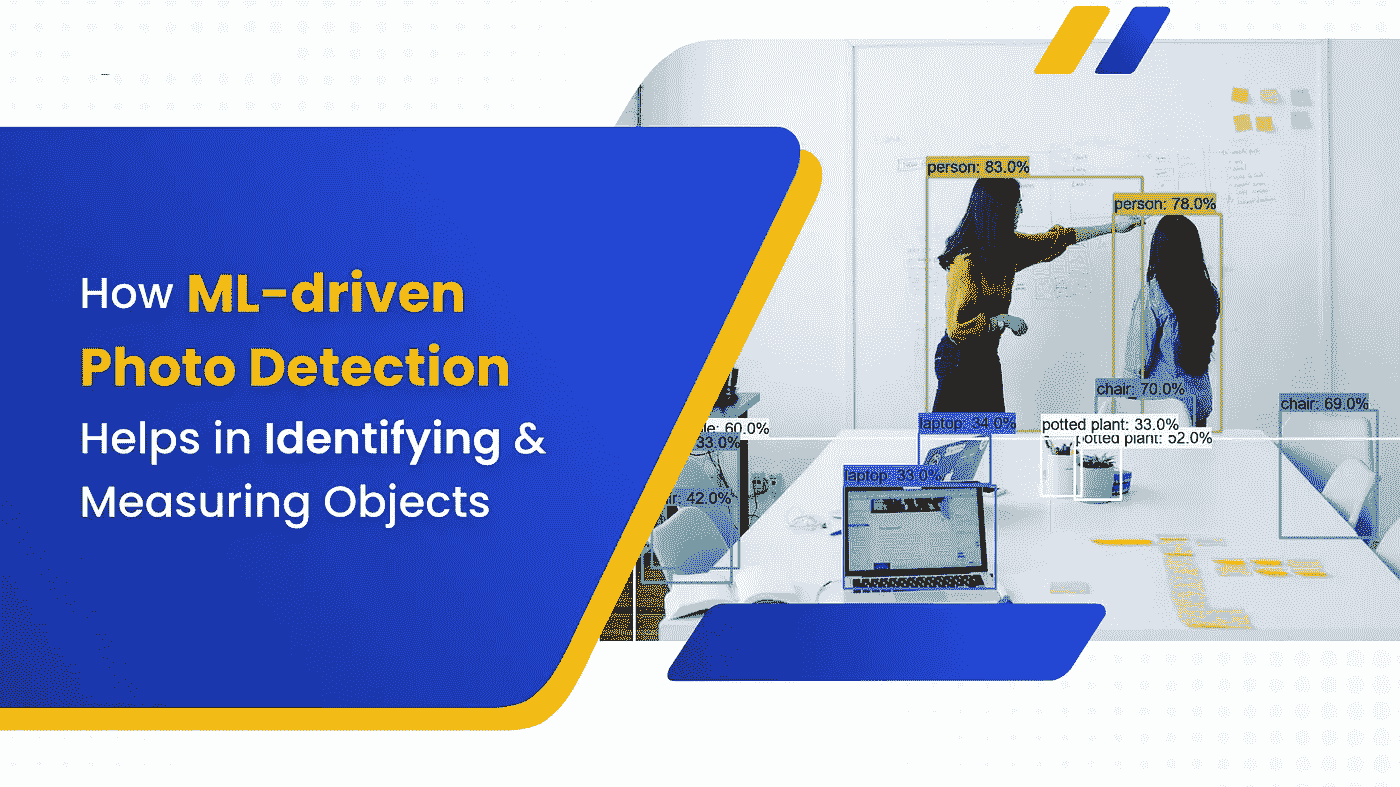 How ML-driven
Photo Detection
Helps in Identifying &
Measuring Objects
person: 83.0%
person: 78.0%
chair: 70.0%
chair: 69.0%
laptop: 34.0%
potted plant: 33.0%
potted plant: 52.0%
60.0%
33.0%
laptop: 33.0%
42.0%